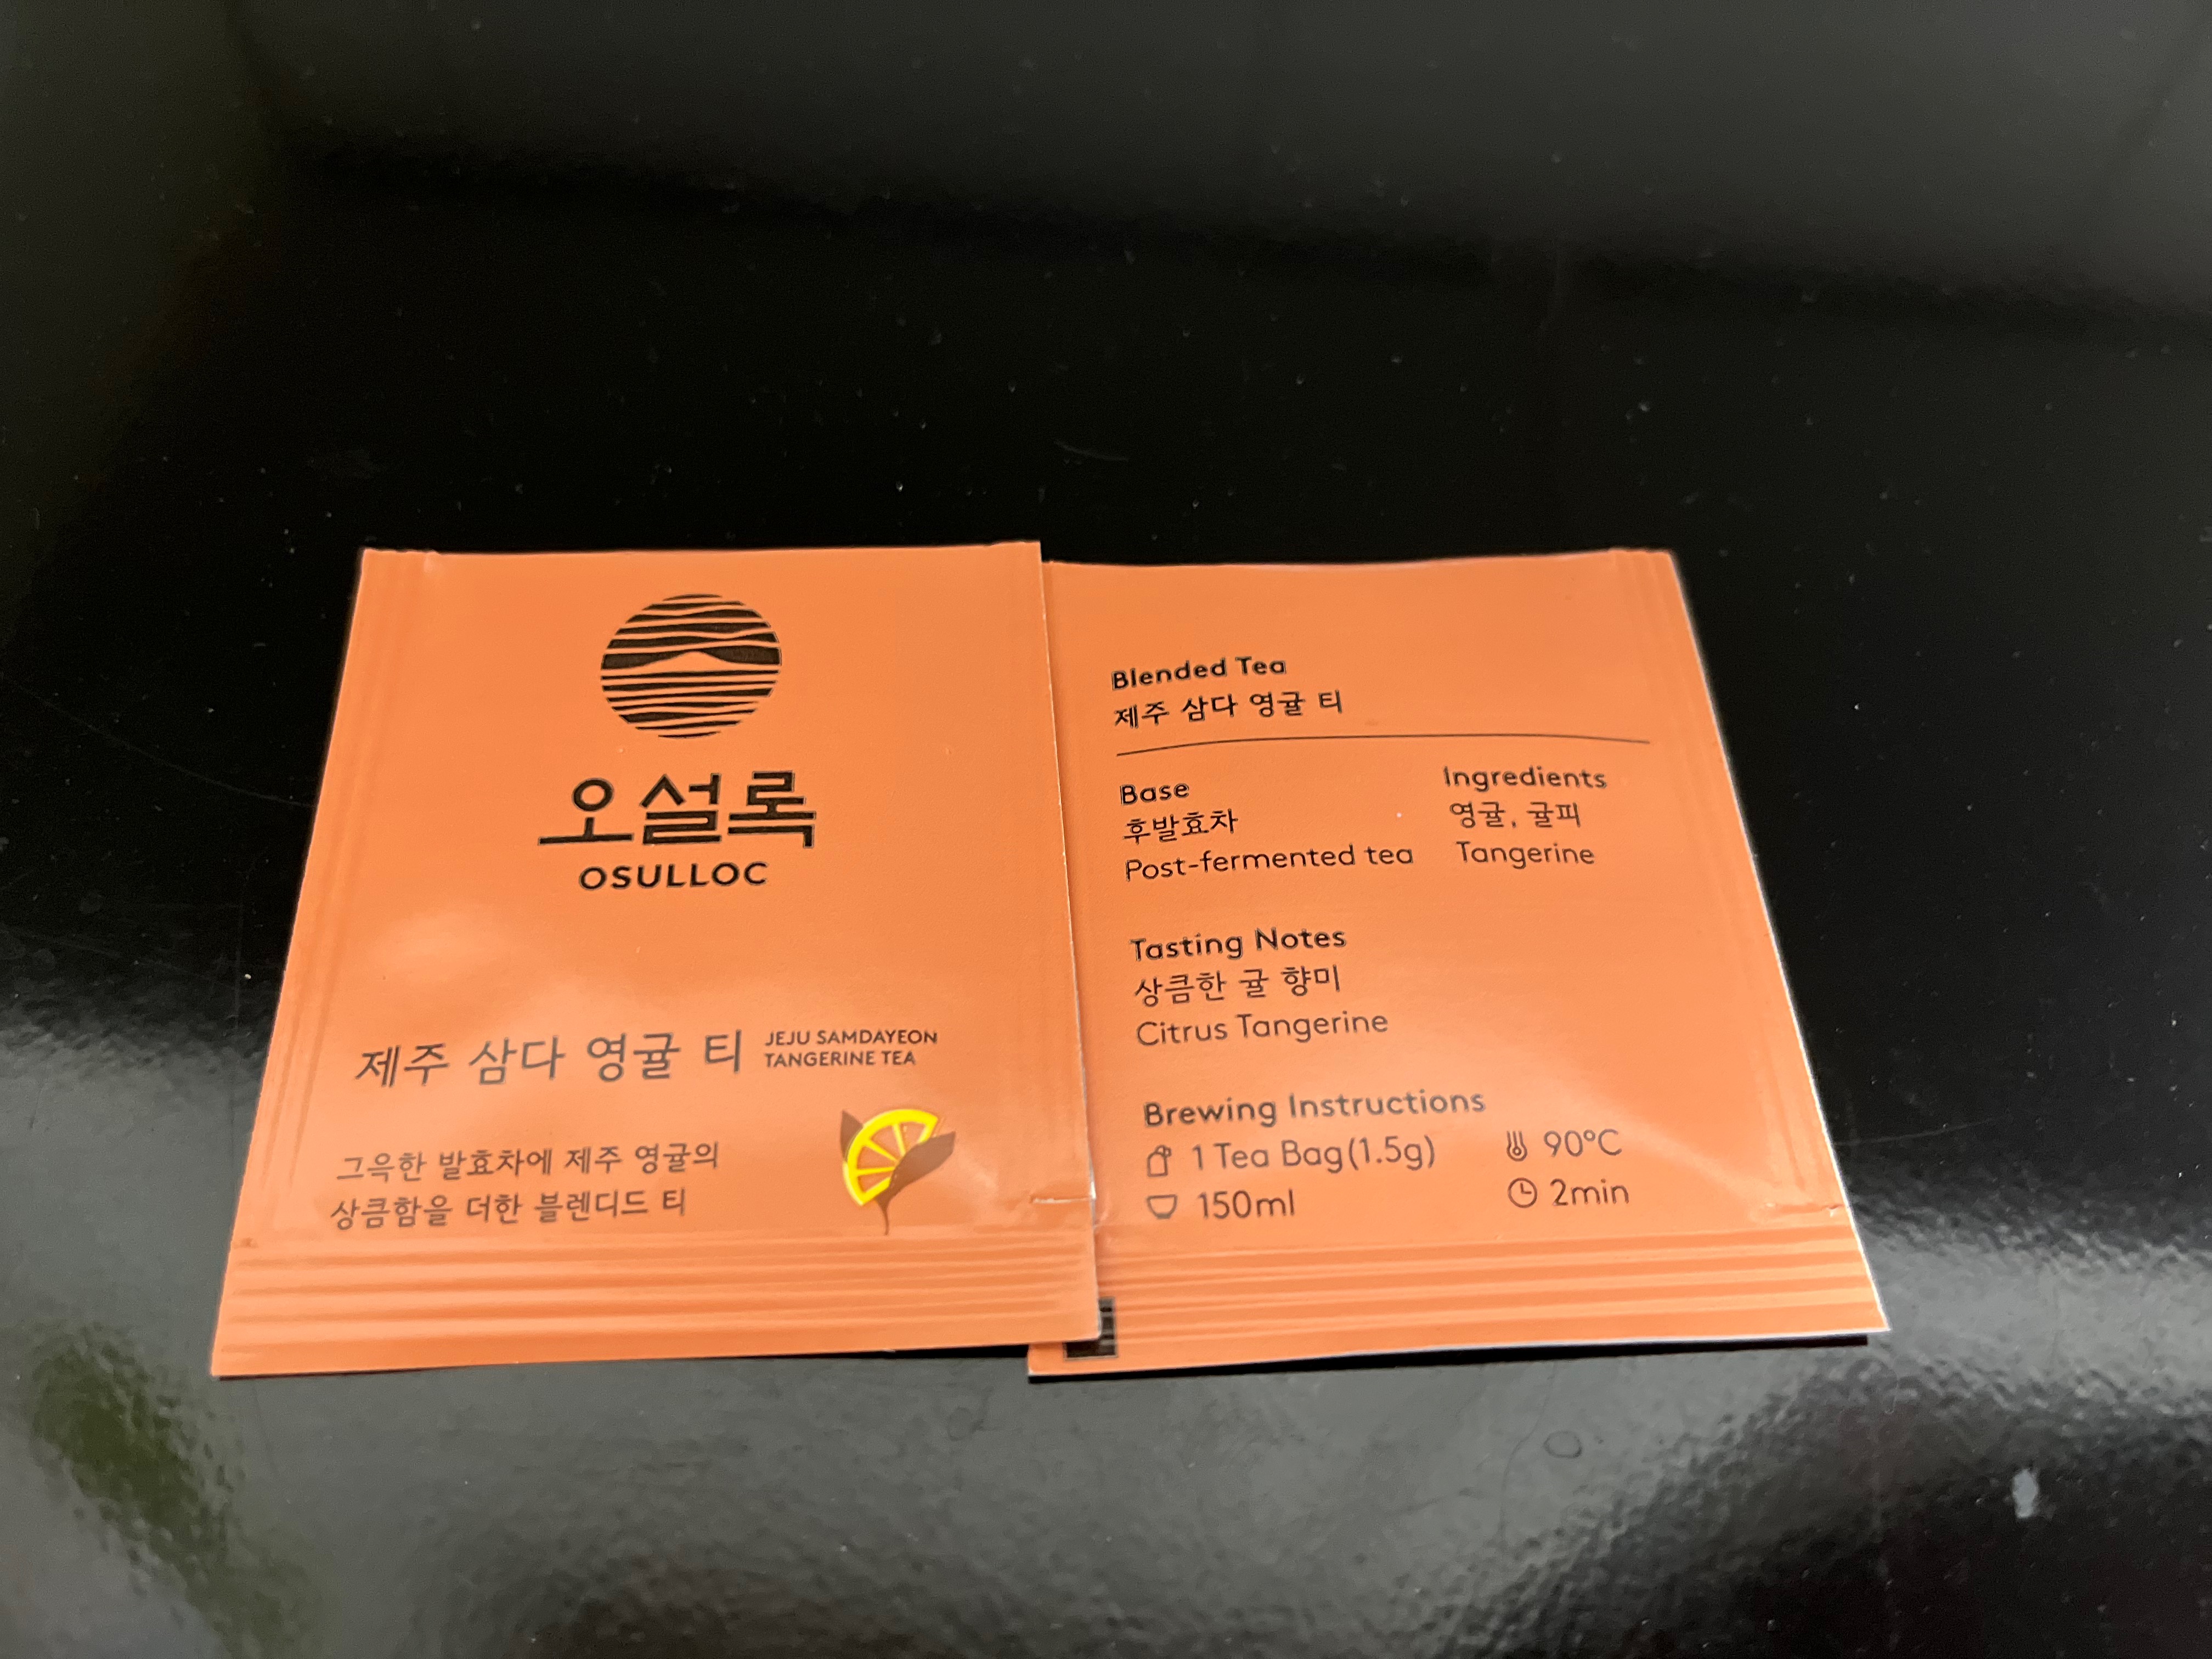 오설록
OSULLOC
제주 삼다 영귤 티
JEJU SAMDAYEON
TANGERINE TEA
그윽한 발효차에 제주 영귤의
상큼함을 더한 블렌디드 티
Blended Tea
제주 삼다 영귤 티
Base
후발효차
Post-fermented tea
Ingredients
영귤, 귤피
Tangerine
Tasting Notes
상큼한 귤 향미
Citrus Tangerine
Brewing Instructions
1 Tea Bag(1.5g)
90°C
150ml
2min